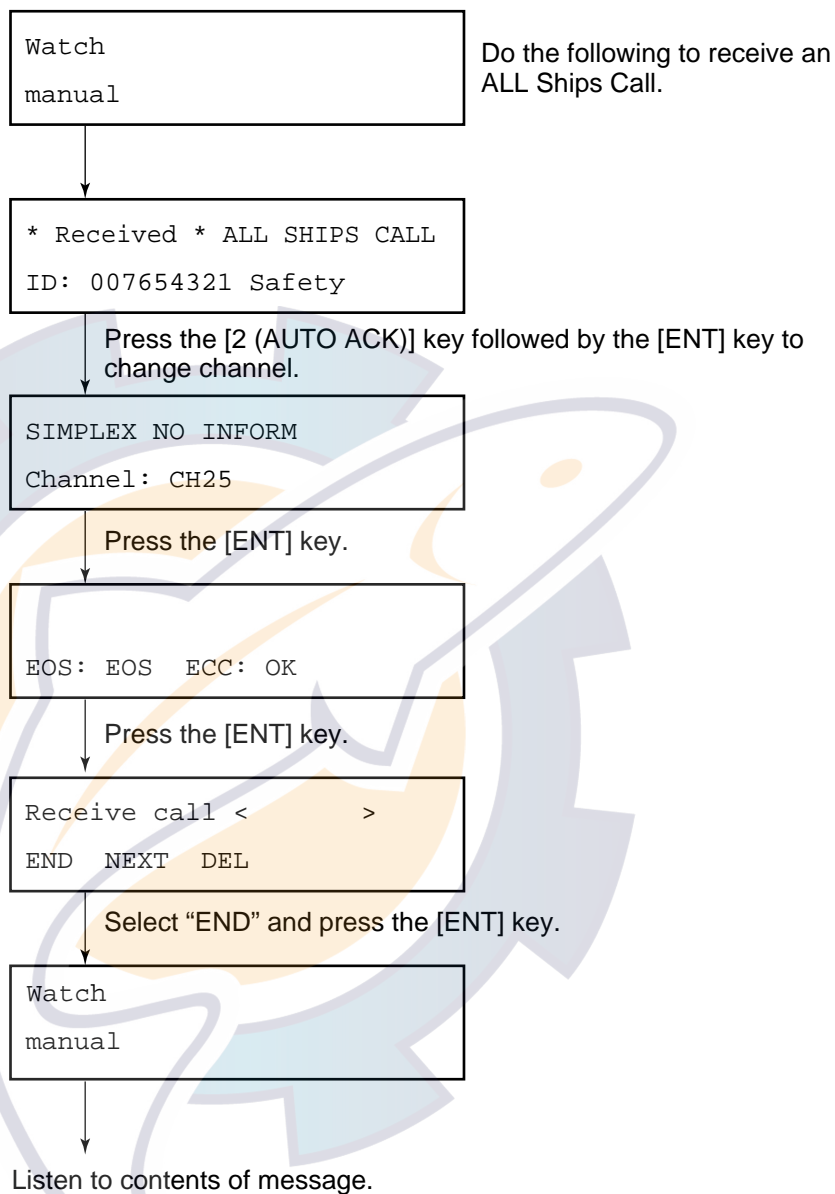 Watch
manual
Do the following to receive an
ALL Ships Call.
* Received * ALL SHIPS CALL
ID: 007654321 Safety
Press the [2 (AUTO ACK)] key followed by the [ENT] key to
change channel.
SIMPLEX NO INFORM
Channel: CH25
Press the [ENT] key.
EOS: EOS ECC: OK
Press the [ENT] key.
Receive call < >
END NEXT DEL
Select “END” and press the [ENT] key.
Watch
manual
Listen to contents of message.